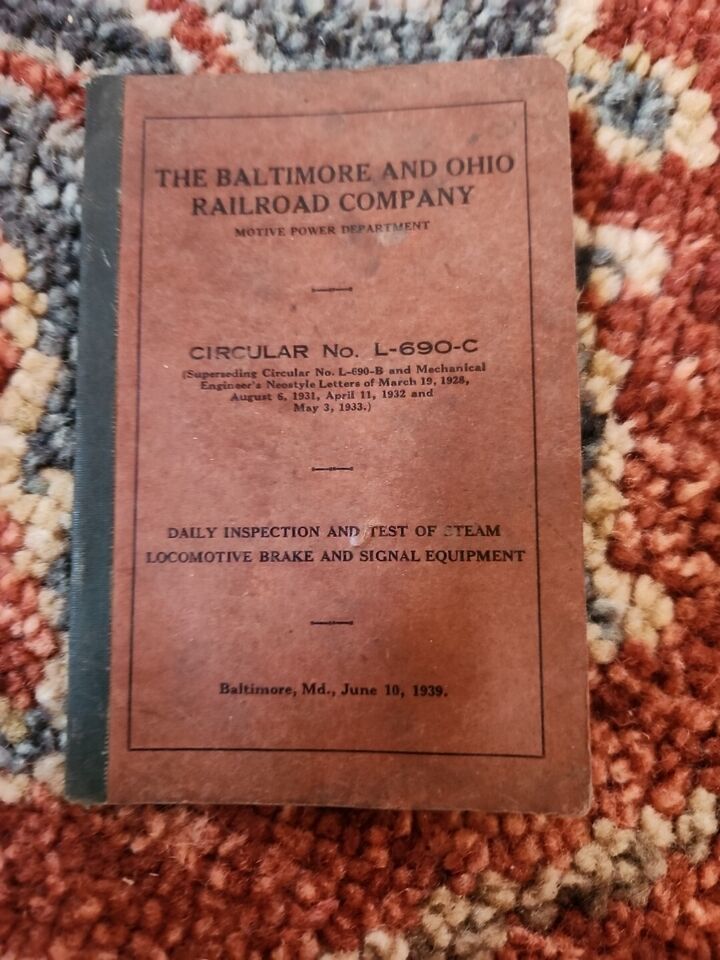 THE BALTIMORE AND OHIO
RAILROAD COMPANY
MOTIVE POWER DEPARTMENT
CIRCULAR No. L-690-C
(Superseding Circular No. L-690-B and Mechanical
Engineer's Neostyle Letters of March 19, 1928,
August 6, 1931, April 11, 1932 and
May 3, 1933.)
DAILY INSPECTION AND TEST OF STEAM
LOCOMOTIVE BRAKE AND SIGNAL EQUIPMENT
Baltimore, Md., June 10, 1939.